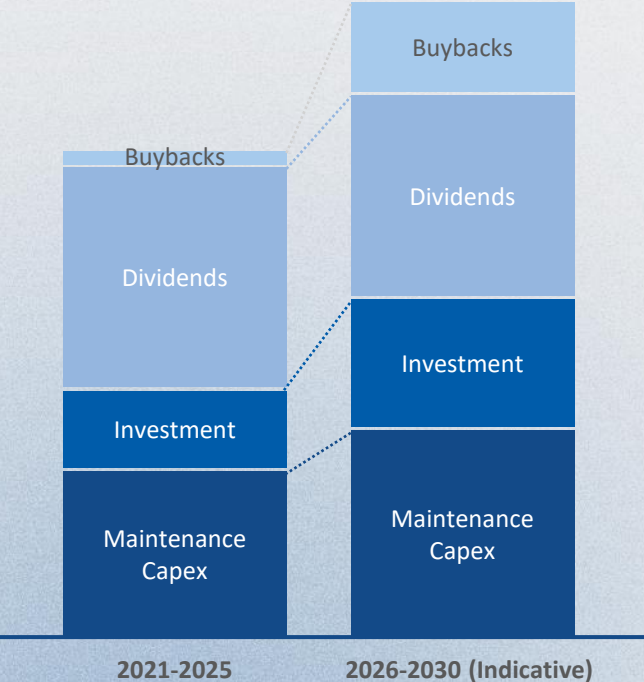 Buybacks
Dividends
Investment
Maintenance
Capex
Buybacks
Dividends
Investment
Maintenance
Capex
2021-2025
2026-2030 (Indicative)